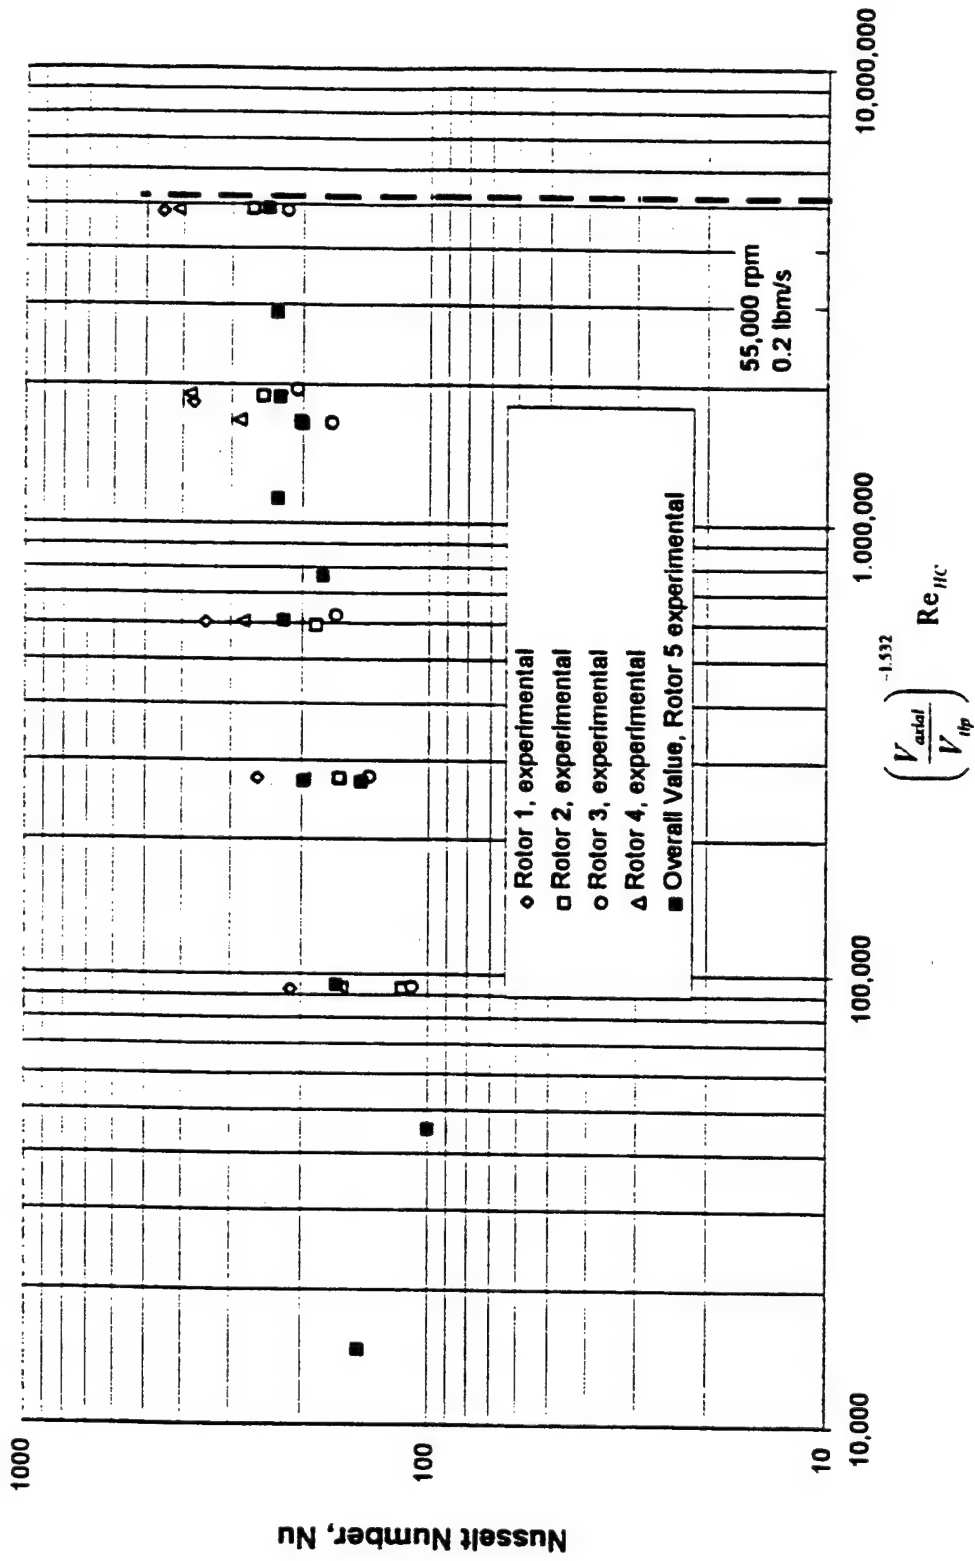 1000
100
10
Nusselt Number, Nu
10,000
100,000
1.000,000
10,000,000
◇ Rotor 1, experimental
□ Rotor 2, experimental
○ Rotor 3, experimental
△ Rotor 4, experimental
■ Overall Value, Rotor 5 experimental
55,000 rpm
0.2 lbm/s
(V_axial / V_tip)^-1.532 Re_HC